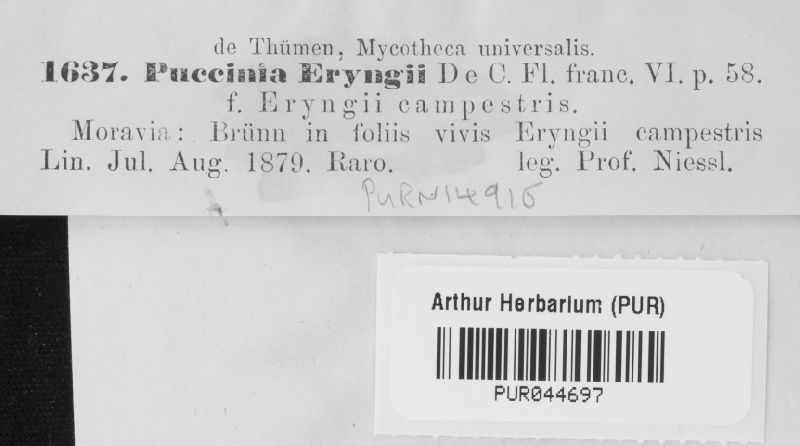 de Thümen, Mycotheca universalis.
1637. Puccinia Eryngii De C. Fl. franc. VI. p. 58.
f. Eryngii campestris.
Moravia: Brünn in foliis vivis Eryngii campestris
Lin. Jul. Aug. 1879. Raro. leg. Prof. Niessl.
PURN14915
Arthur Herbarium (PUR)
PUR044697